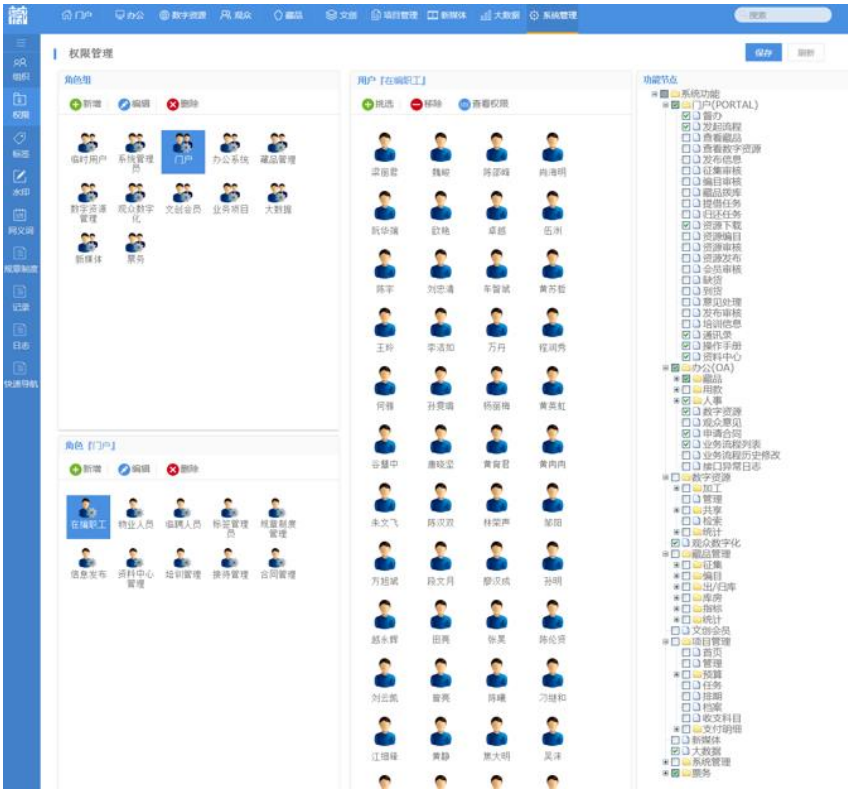 门户 办公 数字资源 观众 藏品 文创 项目管理 新媒体 大数据 系统管理 搜索
组织
权限
标签
水印
同义词
规章制度
记录
日志
快速导航
权限管理 保存 刷新
角色组
新增 编辑 删除
临时用户 系统管理员 门户 办公系统 藏品管理
数字资源管理 观众数字化 文创会员 业务项目 大数据
新媒体 票务
角色『门户』
新增 编辑 删除
在编职工 物业人员 临聘人员 标签管理员 规章制度管理
信息发布 资料中心管理 培训管理 接待管理 合同管理
用户『在编职工』
挑选 移除 查看权限
梁丽君 魏峻 陈邵峰 肖海明
阮华端 欧艳 卓越 伍洲
陈宇 刘忠清 车智斌 黄苏哲
王婷 李洁如 万丹 程润秀
何雅 孙雯娟 杨丽梅 黄英虹
谷慧中 唐晓莹 黄肖君 黄冉冉
朱文飞 陈汉双 林荣声 邹阳
方旭斌 段文月 廖汉成 孙明
田亮 张昊 陈伦贤
刘云凯 普亮 陈曦 刁继和
黄静 焦大明 吴沫
功能节点
系统功能
门户(PORTAL)
督办
发起流程
查看藏品
查看数字资源
发布信息
征集审核
编目审核
藏品拨库
提借任务
归还任务
资源下载
资源编目
资源审核
资源发布
会员审核
缺货
到货
意见处理
发布审核
培训信息
通讯录
操作手册
资料中心
办公(OA)
藏品
用款
人事
数字资源
观众意见
申请合同
业务流程列表
业务流程历史修改
接口异常日志
数字资源
加工
管理
共享
检索
统计
观众数字化
藏品管理
征集
编目
出/归库
库房
指标
统计
文创会员
项目管理
首页
管理
预算
任务
排期
档案
收支科目
支付明细
新媒体
大数据
系统管理
票务